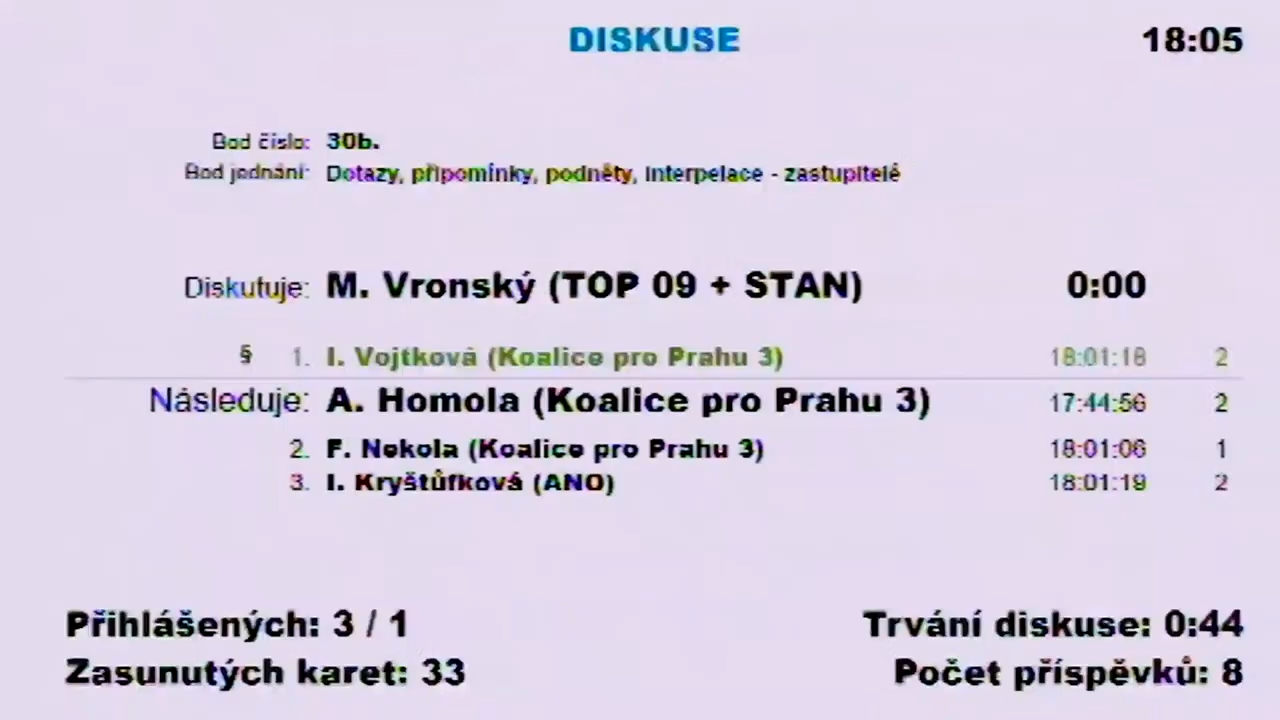 DISKUSE 18:05
Bod číslo: 30b.
Bod jednání: Dotazy, připomínky, podněty, interpelace - zastupitelé
Diskutuje: M. Vronský (TOP 09 + STAN) 0:00
§ 1. I. Vojtková (Koalice pro Prahu 3) 18:01:18 2
Následuje: A. Homola (Koalice pro Prahu 3) 17:44:56 2
2. F. Nekola (Koalice pro Prahu 3) 18:01:06 1
3. I. Kryštůfková (ANO) 18:01:19 2
Přihlášených: 3 / 1 Trvání diskuse: 0:44
Zasunutých karet: 33 Počet příspěvků: 8